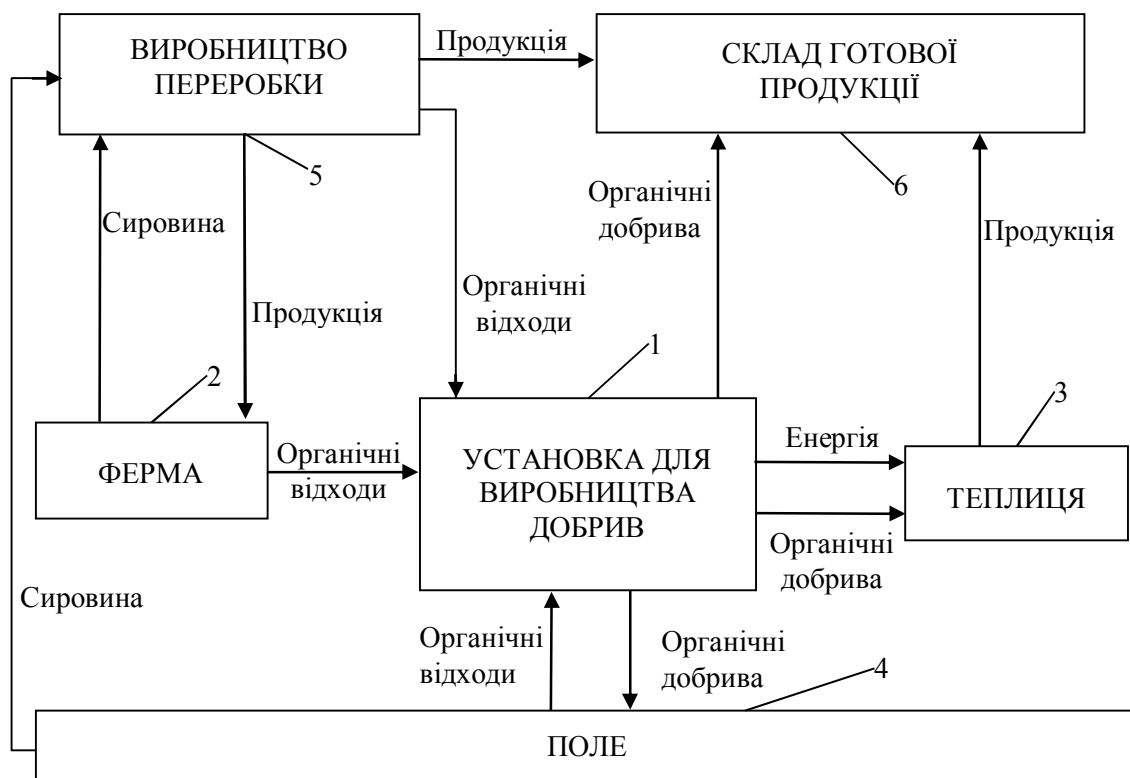 ВИРОБНИЦТВО
ПЕРЕРОБКИ
Продукція
СКЛАД ГОТОВОЇ
ПРОДУКЦІЇ
5
6
Органічні
добрива
Сировина
Продукція
Органічні
відходи
Продукція
1
2
3
ФЕРМА
Органічні
відходи
УСТАНОВКА ДЛЯ
ВИРОБНИЦТВА
ДОБРИВ
Енергія
ТЕПЛИЦЯ
Органічні
добрива
Сировина
Органічні
відходи
Органічні
добрива
4
ПОЛЕ